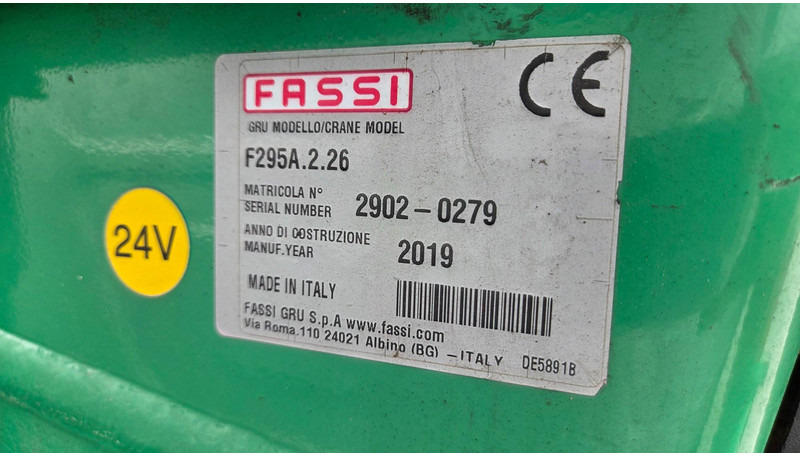 FASSI
CE
GRU MODELLO/CRANE MODEL
F295A.2.26
MATRICOLA N°
SERIAL NUMBER 2902-0279
ANNO DI COSTRUZIONE
MANUF.YEAR 2019
24V
MADE IN ITALY
FASSI GRU S.p.A www.fassi.com
Via Roma.110 24021 Albino (BG) -ITALY DE5891B